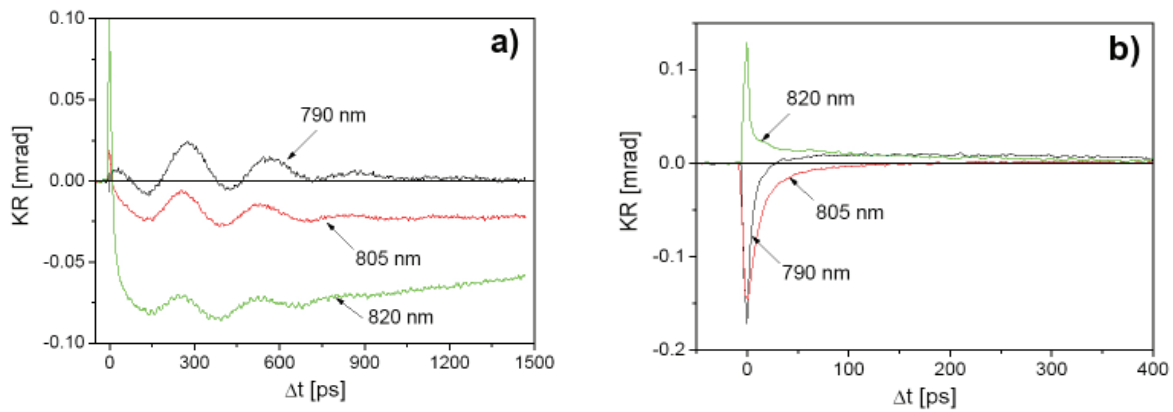 a)
KR [mrad]
0.10
0.05
0.00
-0.05
-0.10
790 nm
805 nm
820 nm
0 300 600 900 1200 1500
Δt [ps]
b)
KR [mrad]
0.1
0.0
-0.1
-0.2
820 nm
805 nm
790 nm
0 100 200 300 400
Δt [ps]